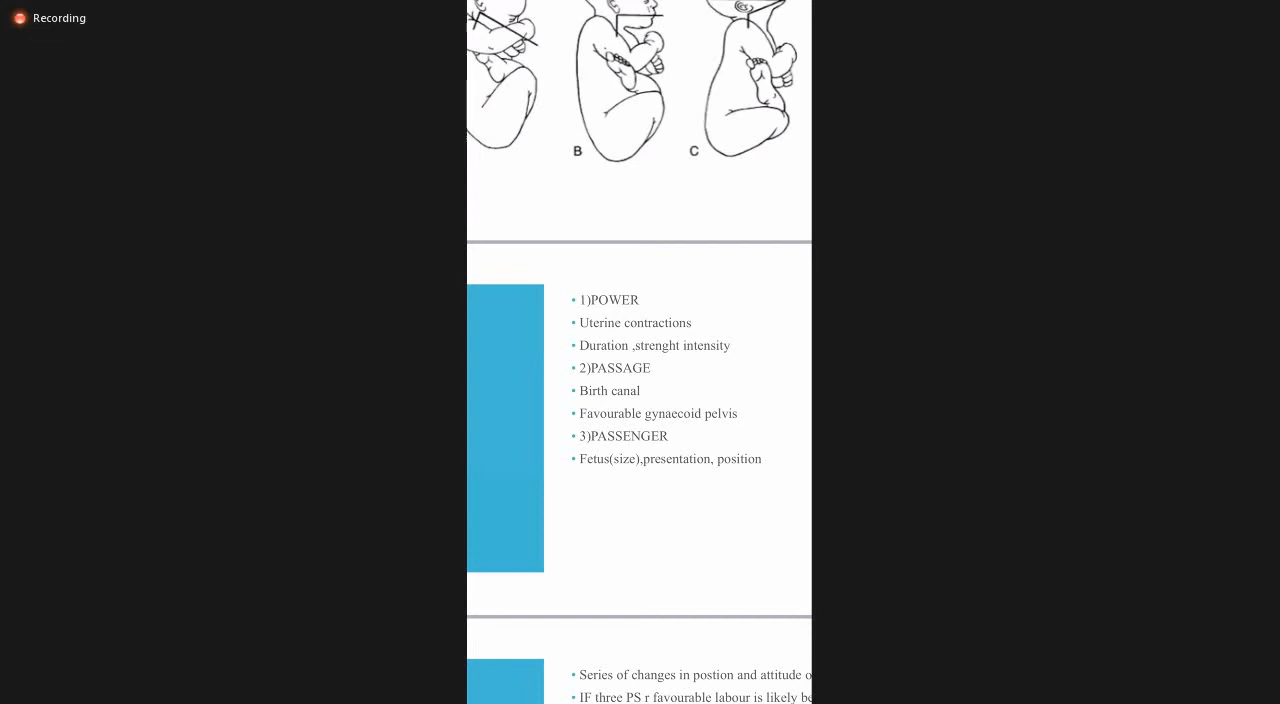 Recording
B
C
• 1)POWER
• Uterine contractions
• Duration ,strenght intensity
• 2)PASSAGE
• Birth canal
• Favourable gynaecoid pelvis
• 3)PASSENGER
• Fetus(size),presentation, position
• Series of changes in postion and attitude o
• IF three PS r favourable labour is likely be